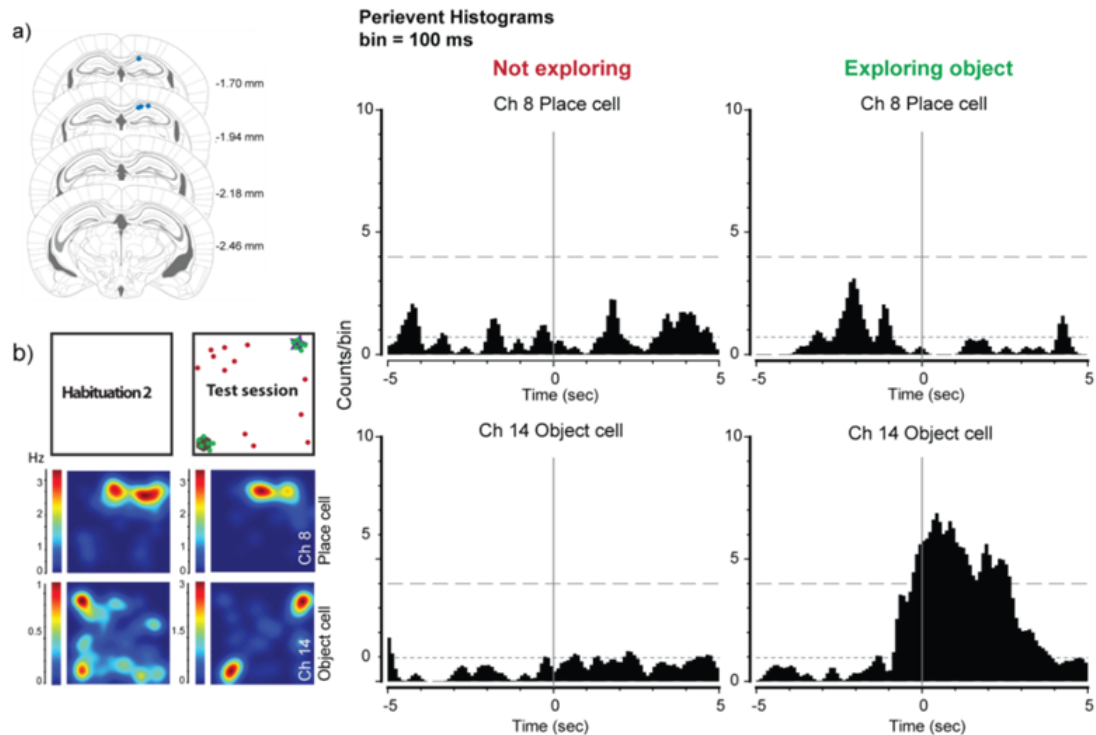 a)
-1.70 mm
-1.94 mm
-2.18 mm
-2.46 mm
b)
Habituation 2
Test session
Hz
3
2
1
0
3
2
1
0
Ch 8
Place cell
1
0.5
0
3
1.5
0
Ch 14
Object cell
Perievent Histograms
bin = 100 ms
Not exploring
Exploring object
Counts/bin
Ch 8 Place cell
10
5
0
-5
0
5
Time (sec)
Ch 8 Place cell
10
5
0
-5
0
5
Time (sec)
Ch 14 Object cell
10
5
0
-5
0
5
Time (sec)
Ch 14 Object cell
10
5
0
-5
0
5
Time (sec)